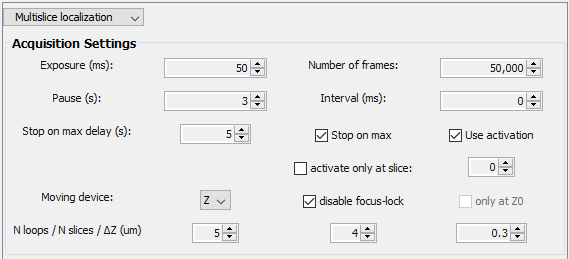 Multislice localization
Acquisition Settings
Exposure (ms): 50 Number of frames: 50,000
Pause (s): 3 Interval (ms): 0
Stop on max delay (s): 5 Stop on max Use activation
activate only at slice: 0
Moving device: Z disable focus-lock only at Z0
N loops / N slices / ΔZ (um) 5 4 0.3